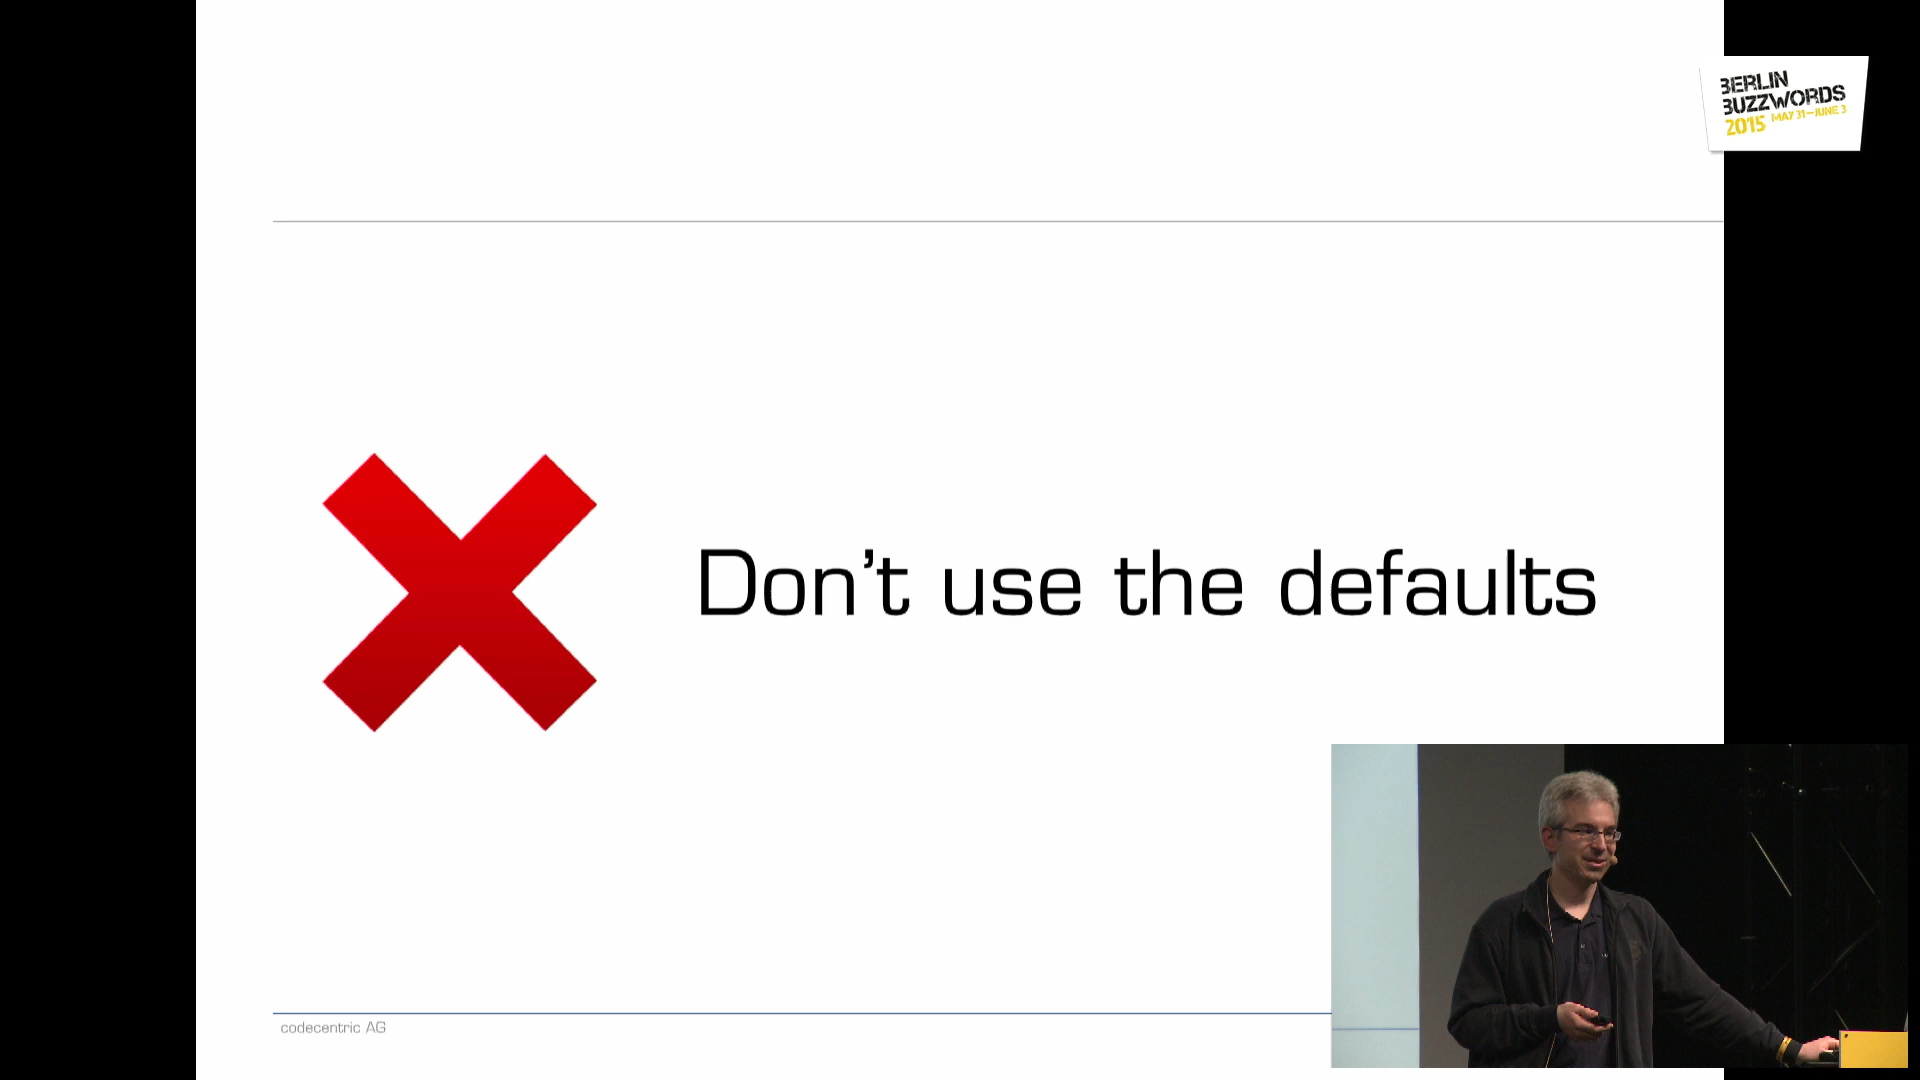 BERLIN
BUZZWORDS
2015 MAY 31–JUNE 3
Don't use the defaults
codecentric AG